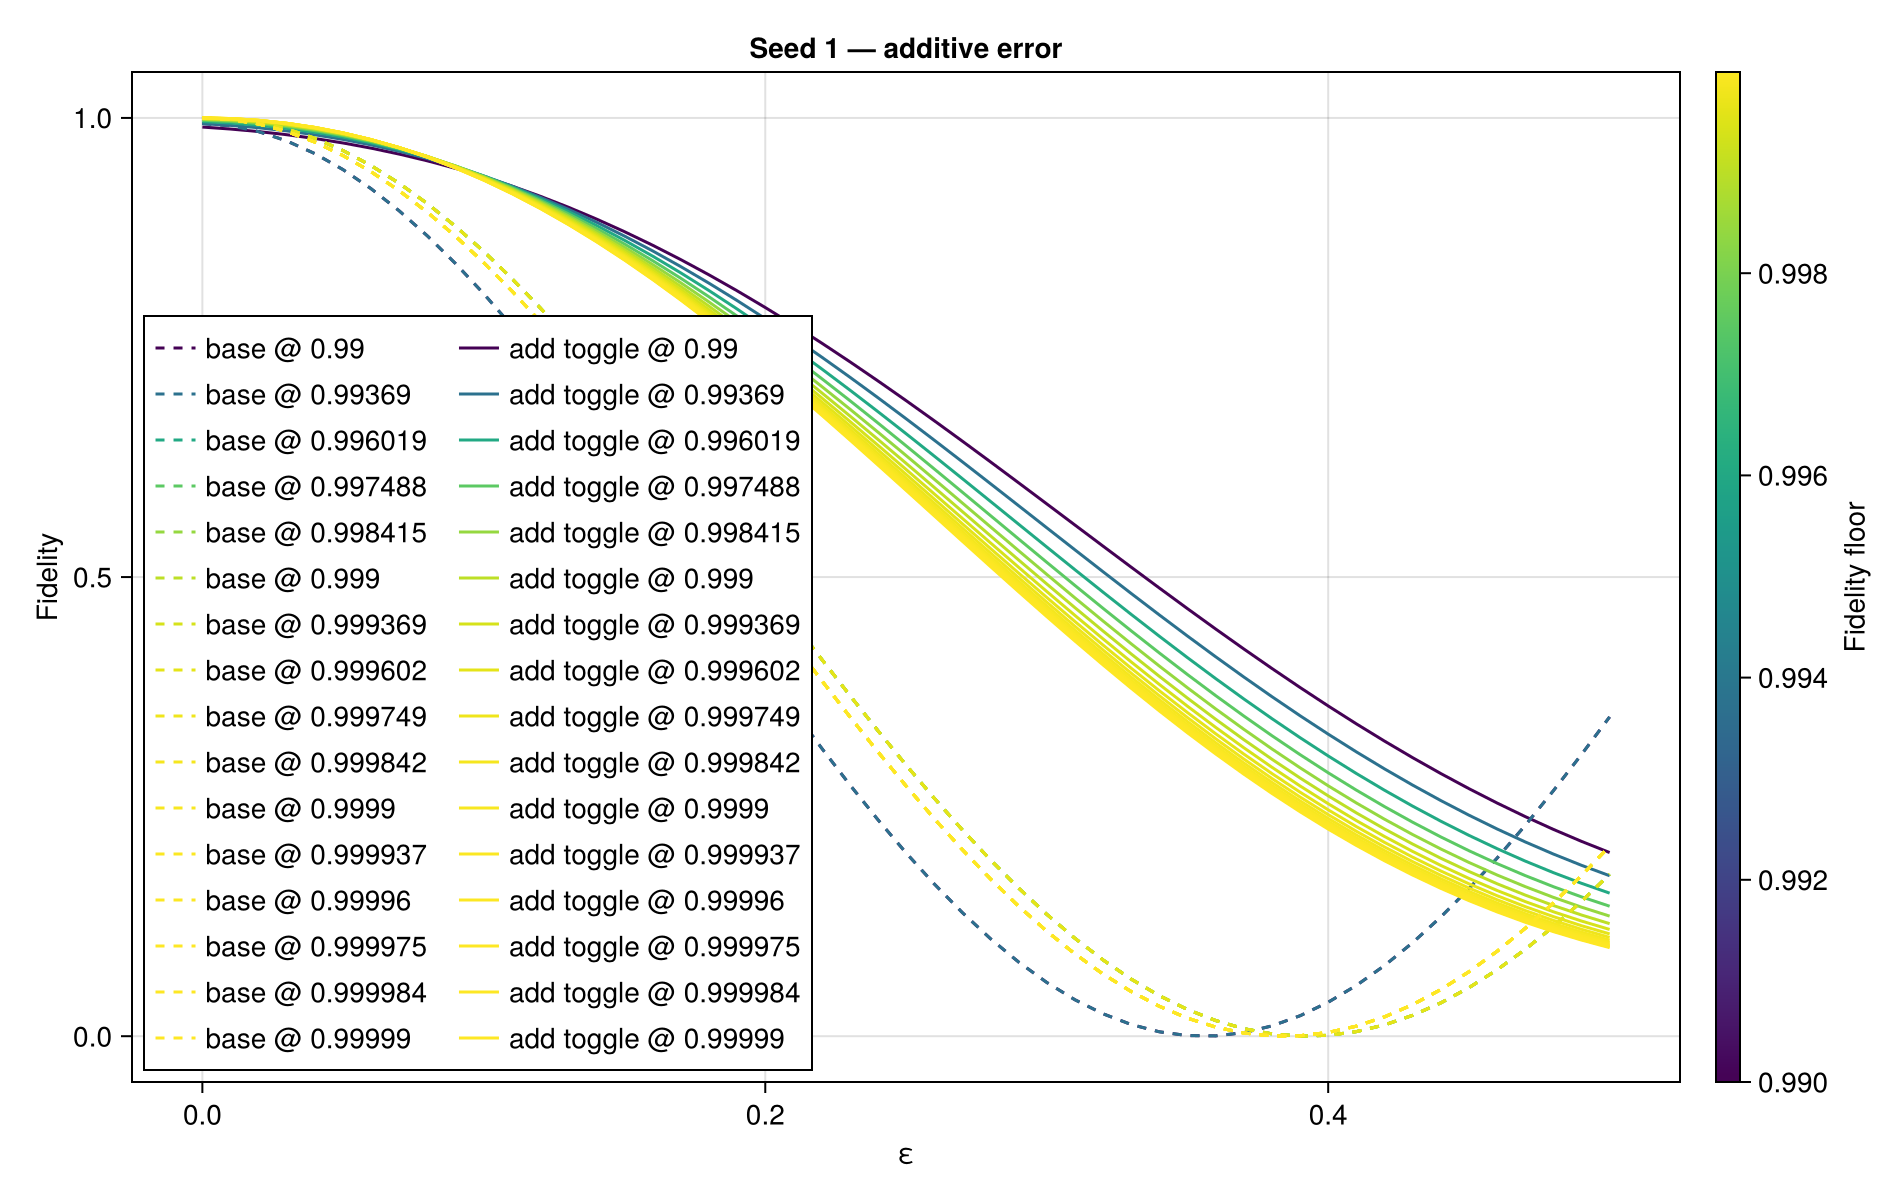 Seed 1 — additive error
Fidelity
1.0
0.5
0.0
base @ 0.99 add toggle @ 0.99
base @ 0.99369 add toggle @ 0.99369
base @ 0.996019 add toggle @ 0.996019
base @ 0.997488 add toggle @ 0.997488
base @ 0.998415 add toggle @ 0.998415
base @ 0.999 add toggle @ 0.999
base @ 0.999369 add toggle @ 0.999369
base @ 0.999602 add toggle @ 0.999602
base @ 0.999749 add toggle @ 0.999749
base @ 0.999842 add toggle @ 0.999842
base @ 0.9999 add toggle @ 0.9999
base @ 0.999937 add toggle @ 0.999937
base @ 0.99996 add toggle @ 0.99996
base @ 0.999975 add toggle @ 0.999975
base @ 0.999984 add toggle @ 0.999984
base @ 0.99999 add toggle @ 0.99999
0.0 0.2 0.4
ε
0.998
0.996
0.994
0.992
0.990
Fidelity floor